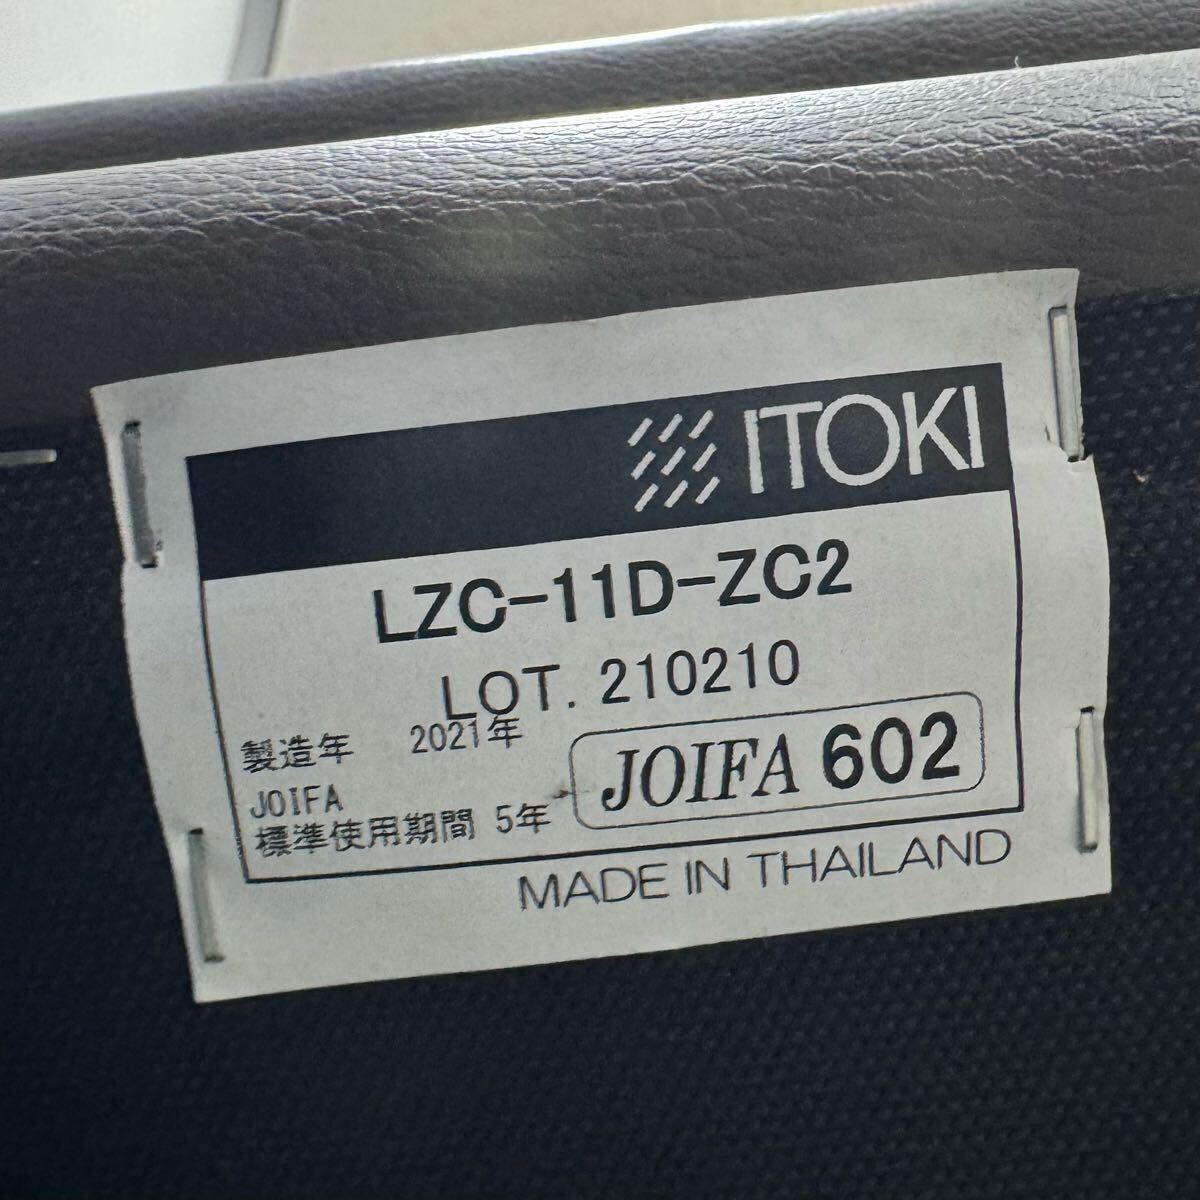 ITOKI
LZC-11D-ZC2
LOT. 210210
製造年 2021年
JOIFA
標準使用期間 5年
JOIFA 602
MADE IN THAILAND